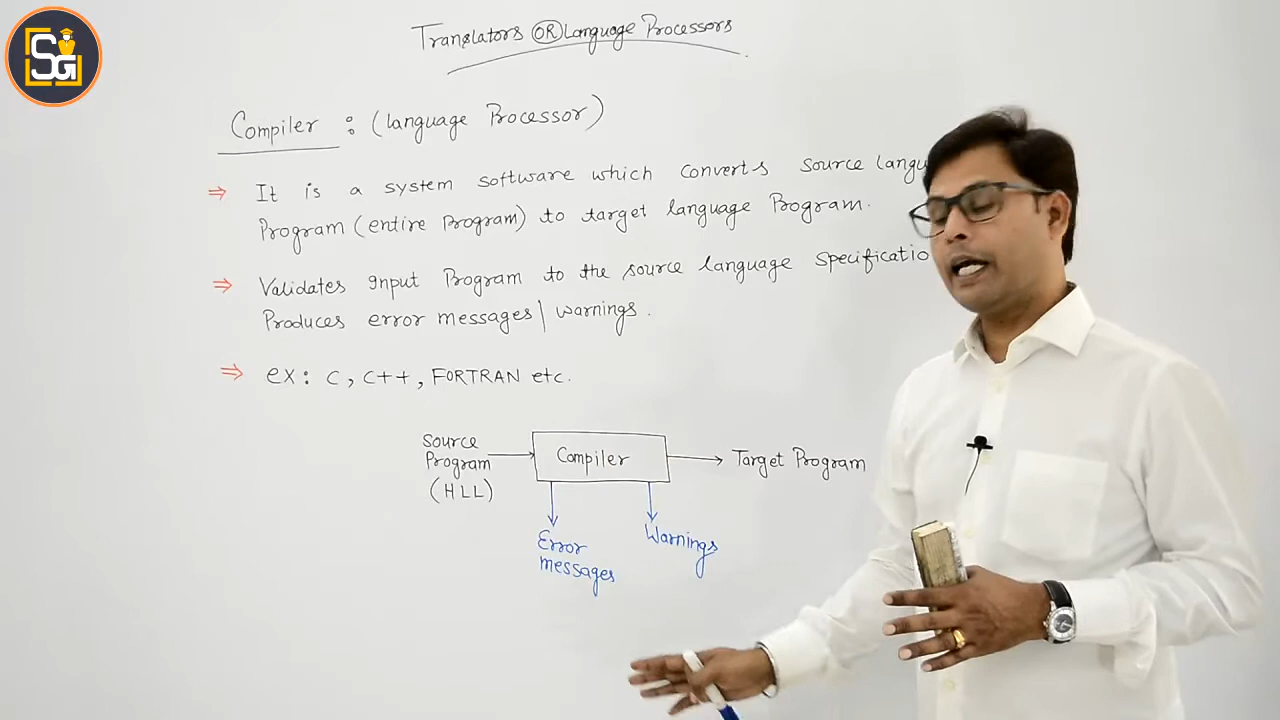 SG
Translators OR Language Processors
Compiler : (Language Processor)
⇒ It is a system software which converts source
Program (entire Program) to target language Program.
⇒ Validates Input Program to the source language
Produces error messages | warnings.
⇒ ex: C, C++, FORTRAN etc.
Source
Program
(HLL)
Compiler
Target Program
Error
messages
Warnings